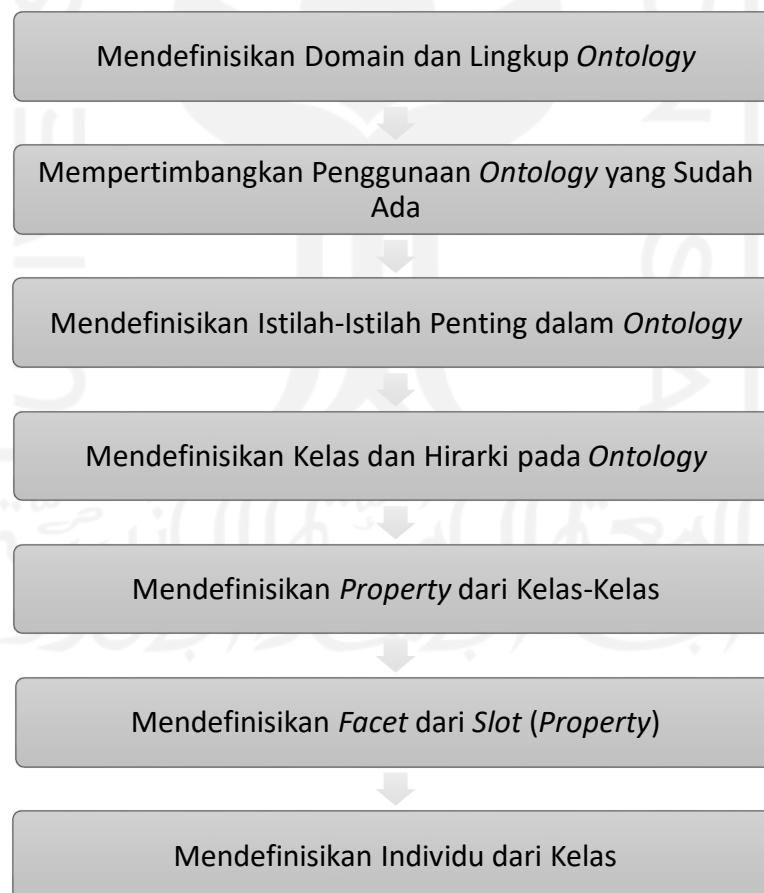 Mendefinisikan Domain dan Lingkup Ontology
Mempertimbangkan Penggunaan Ontology yang Sudah
Ada
Mendefinisikan Istilah-Istilah Penting dalam Ontology
Mendefinisikan Kelas dan Hirarki pada Ontology
Mendefinisikan Property dari Kelas-Kelas
Mendefinisikan Facet dari Slot (Property)
Mendefinisikan Individu dari Kelas